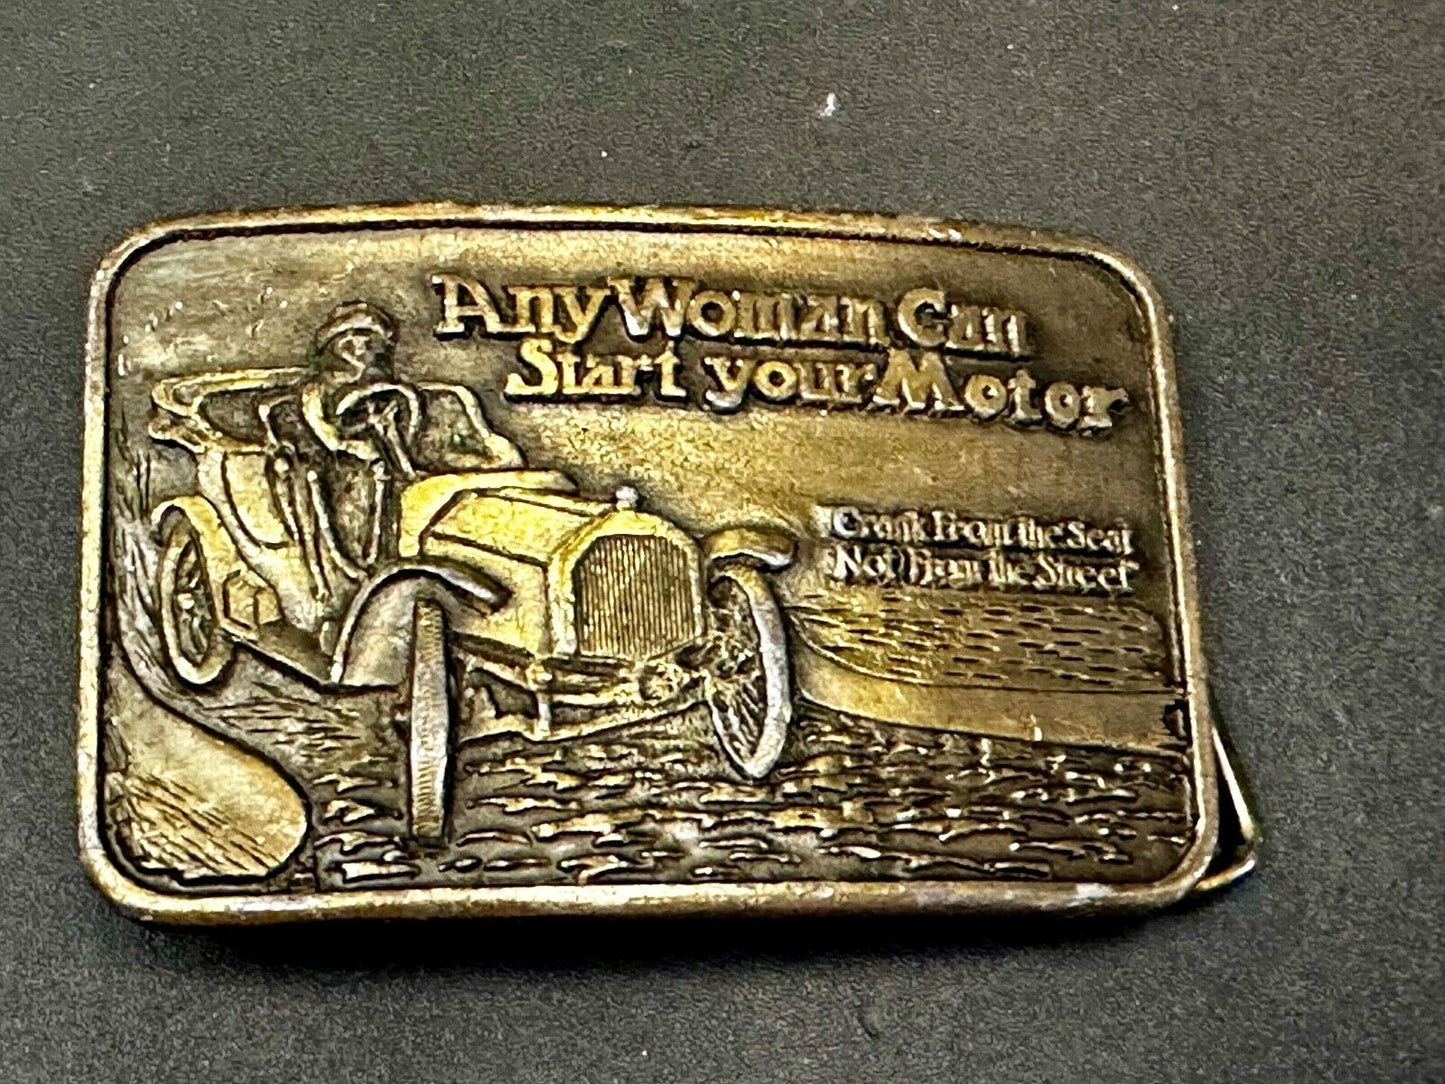 Any Woman Can
Start your Motor
Crank From the Seat
Not From the Street